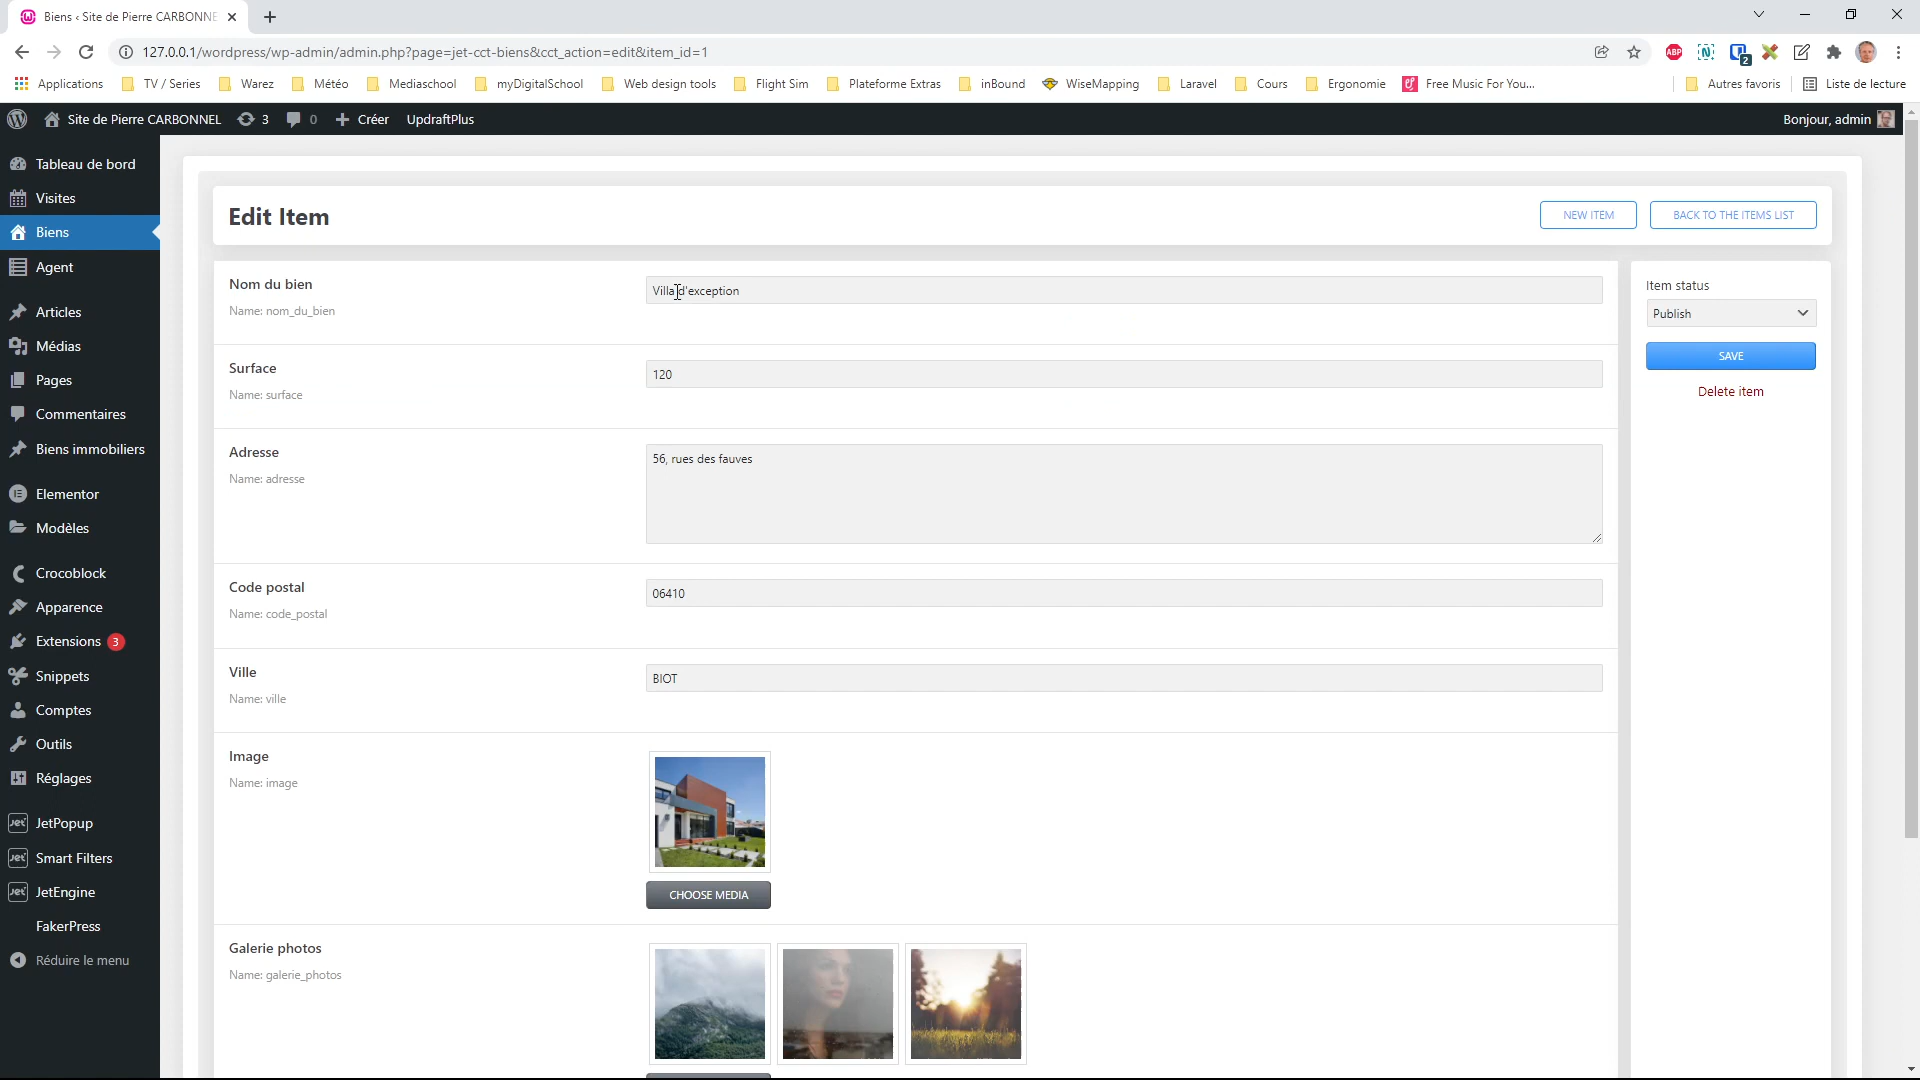 Biens ‹ Site de Pierre CARBONNE
127.0.0.1/wordpress/wp-admin/admin.php?page=jet-cct-biens&cct_action=edit&item_id=1
ABP
N
2
Applications
TV / Series
Warez
Météo
Mediaschool
myDigitalSchool
Web design tools
Flight Sim
Plateforme Extras
inBound
WiseMapping
Laravel
Cours
Ergonomie
Free Music For You...
Autres favoris
Liste de lecture
Site de Pierre CARBONNEL
3
0
Créer
UpdraftPlus
Bonjour, admin
Tableau de bord
Visites
Biens
Agent
Articles
Médias
Pages
Commentaires
Biens immobiliers
Elementor
Modèles
Crocoblock
Apparence
Extensions 3
Snippets
Comptes
Outils
Réglages
Jet JetPopup
Jet Smart Filters
Jet JetEngine
FakerPress
Réduire le menu
Edit Item
NEW ITEM
BACK TO THE ITEMS LIST
Nom du bien
Name: nom_du_bien
Villa d'exception
Surface
Name: surface
120
Adresse
Name: adresse
56, rues des fauves
Code postal
Name: code_postal
06410
Ville
Name: ville
BIOT
Image
Name: image
CHOOSE MEDIA
Galerie photos
Name: galerie_photos
Item status
Publish
SAVE
Delete item